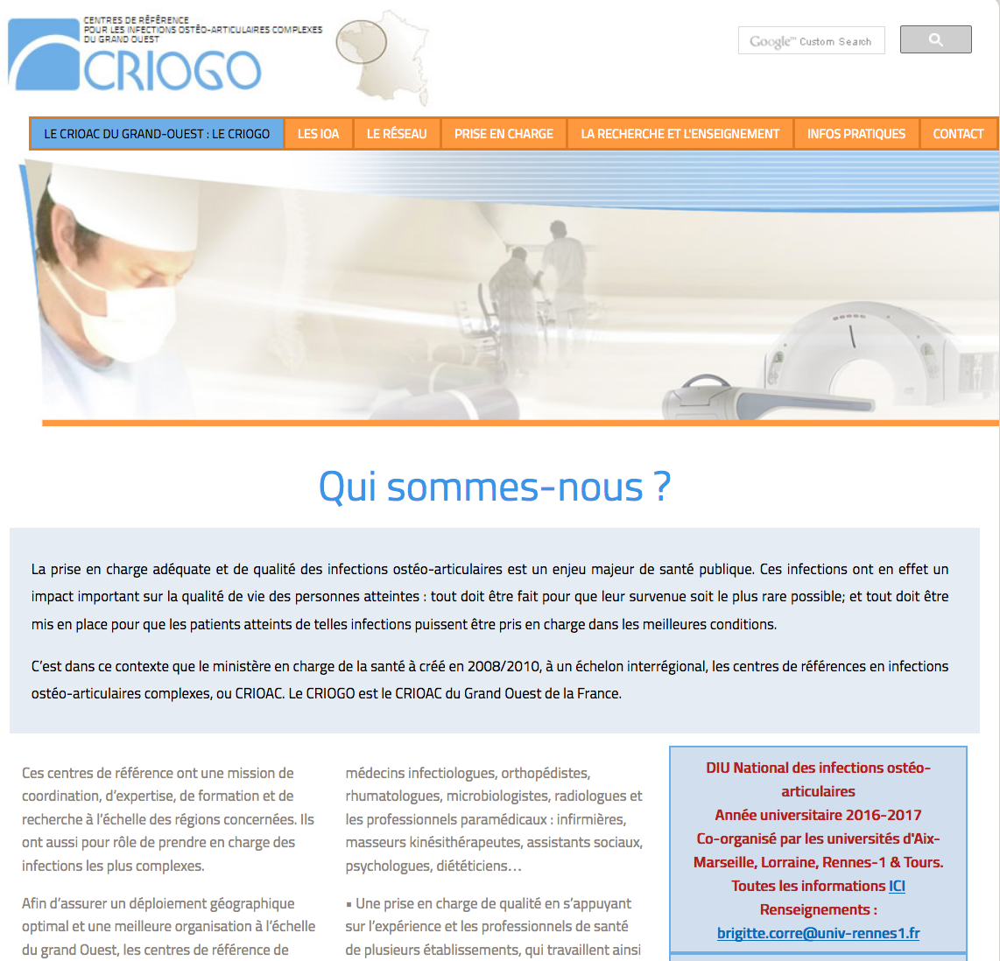 CENTRES DE RÉFÉRENCE
POUR LES INFECTIONS OSTÉO-ARTICULAIRES COMPLEXES
DU GRAND OUEST
CRIOGO
Google™ Custom Search
LE CRIOAC DU GRAND-OUEST : LE CRIOGO LES IOA LE RÉSEAU PRISE EN CHARGE LA RECHERCHE ET L'ENSEIGNEMENT INFOS PRATIQUES CONTACT
Qui sommes-nous ?
La prise en charge adéquate et de qualité des infections ostéo-articulaires est un enjeu majeur de santé publique. Ces infections ont en effet un
impact important sur la qualité de vie des personnes atteintes : tout doit être fait pour que leur survenue soit le plus rare possible; et tout doit être
mis en place pour que les patients atteints de telles infections puissent être pris en charge dans les meilleures conditions.
C’est dans ce contexte que le ministère en charge de la santé à créé en 2008/2010, à un échelon interrégional, les centres de références en infections
ostéo-articulaires complexes, ou CRIOAC. Le CRIOGO est le CRIOAC du Grand Ouest de la France.
Ces centres de référence ont une mission de
coordination, d’expertise, de formation et de
recherche à l’échelle des régions concernées. Ils
ont aussi pour rôle de prendre en charge des
infections les plus complexes.
Afin d’assurer un déploiement géographique
optimal et une meilleure organisation à l’échelle
du grand Ouest, les centres de référence de
médecins infectiologues, orthopédistes,
rhumatologues, microbiologistes, radiologues et
les professionnels paramédicaux : infirmières,
masseurs kinésithérapeutes, assistants sociaux,
psychologues, diététiciens…
▪ Une prise en charge de qualité en s’appuyant
sur l’expérience et les professionnels de santé
de plusieurs établissements, qui travaillent ainsi
DIU National des infections ostéo-
articulaires
Année universitaire 2016-2017
Co-organisé par les universités d'Aix-
Marseille, Lorraine, Rennes-1 & Tours.
Toutes les informations ICI
Renseignements :
brigitte.corre@univ-rennes1.fr